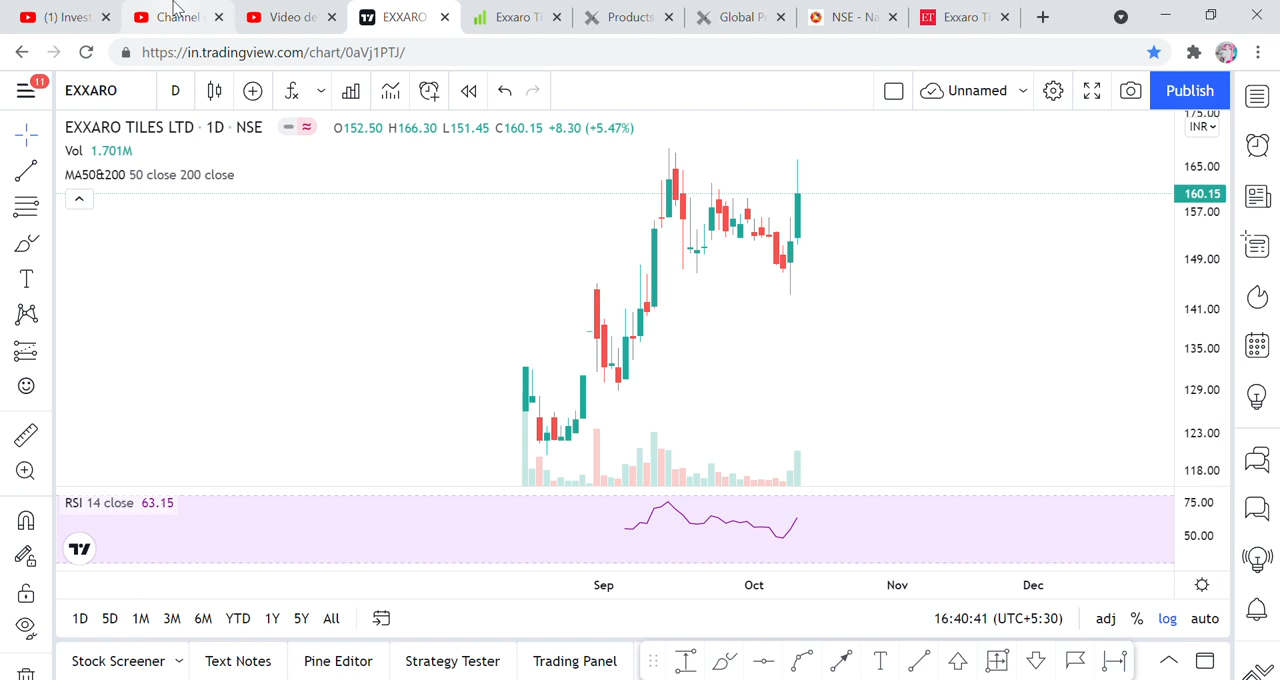 (1) Invest
Channel
Video de
EXXARO
Exxaro Ti
Products
Global Pr
NSE - Na
ET
Exxaro Ti
https://in.tradingview.com/chart/0aVj1PTJ/
11
EXXARO
D
Unnamed
Publish
EXXARO TILES LTD · 1D · NSE
O152.50 H166.30 L151.45 C160.15 +8.30 (+5.47%)
Vol 1.701M
MA50&200 50 close 200 close
175.00
INR
165.00
160.15
157.00
149.00
141.00
135.00
129.00
123.00
118.00
RSI 14 close 63.15
75.00
50.00
Sep Oct Nov Dec
1D 5D 1M 3M 6M YTD 1Y 5Y All
16:40:41 (UTC+5:30)
adj % log auto
Stock Screener
Text Notes
Pine Editor
Strategy Tester
Trading Panel